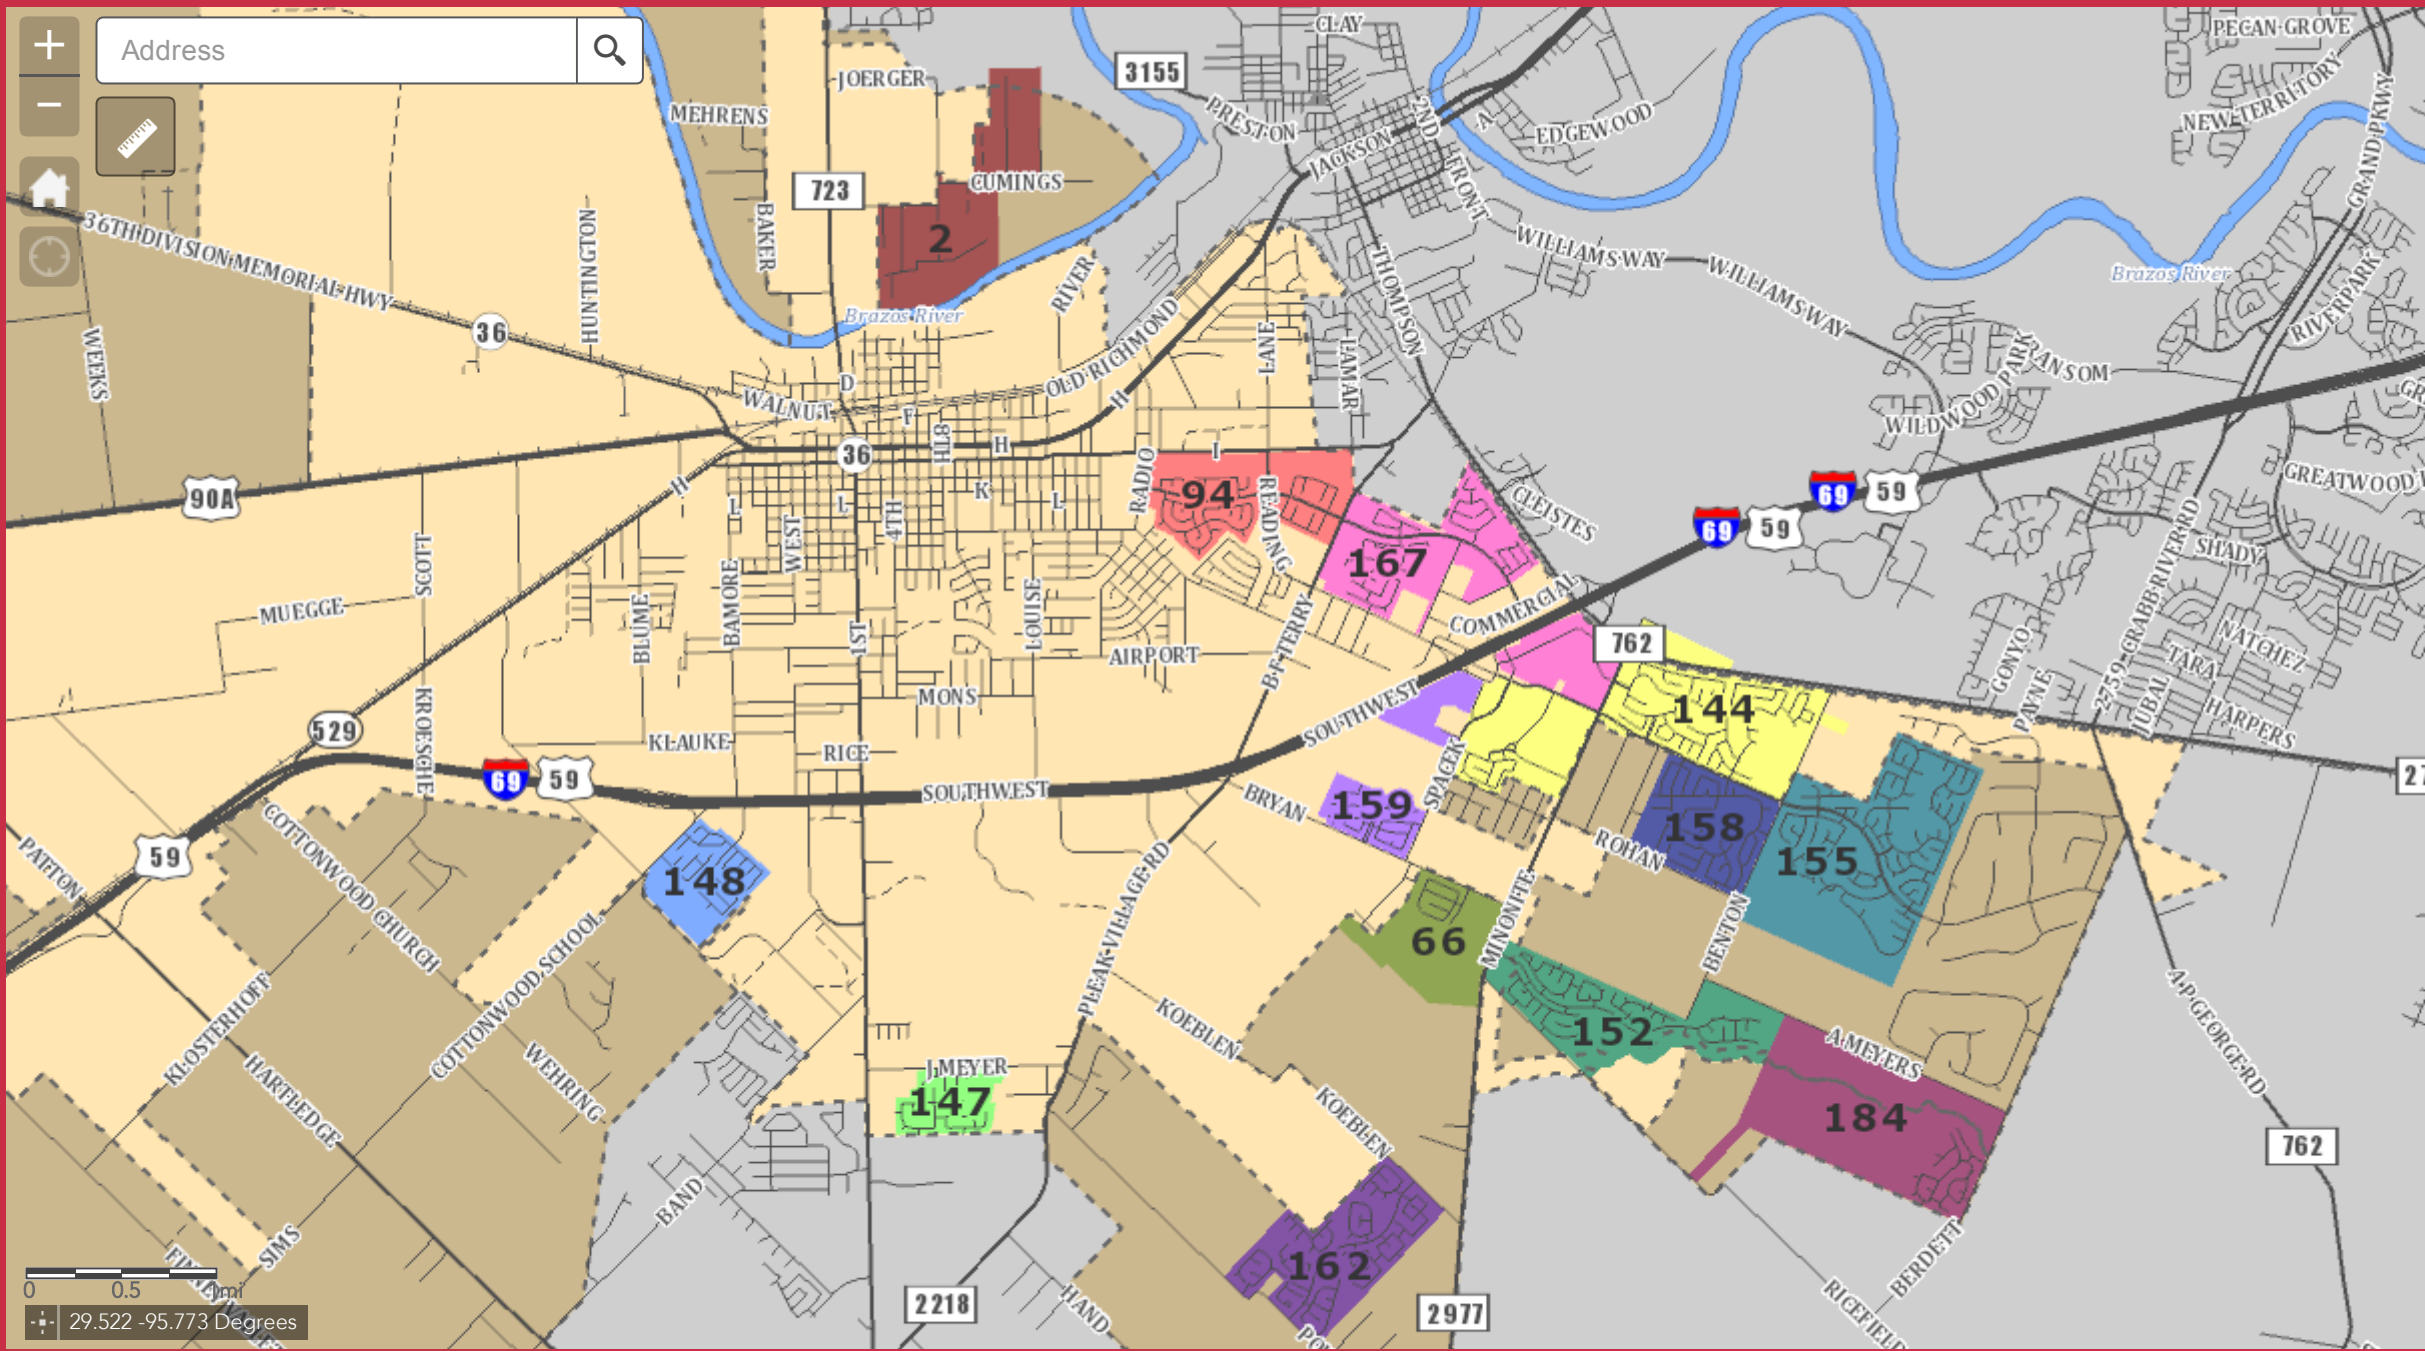 Address
CLAY
PECAN GROVE
3155
JOERGER
NEW TERRITORY
MEHRENS
PRESTON
2ND
A
EDGEWOOD
GRAND PKWY
JACKSON
CUMINGS
723
FRONT
36TH DIVISION MEMORIAL HWY
HUNTINGTON
BAKER
2
WILLIAMS WAY
WILLIAMS WAY
THOMPSON
Brazos River
RIVER
Brazos River
RIVERPARK
36
WEEKS
LANE
LAMAR
OLD RICHMOND
RANSOM
WILDWOOD PARK
D
WALNUT
F
H
8TH
H
36
I
RADIO
90A
H
L
L
4TH
K
L
94
READING
CLEISTES
69
59
69
59
GREATWOOD
SHADY
2759-CRABB RIVER RD
WEST
SCOTT
167
MUEGGE
BLUME
BAMORE
1ST
LOUISE
COMMERCIAL
B F TERRY
AIRPORT
762
GONYO
NATCHEZ
TARA
PAYNE
JUBAL
HARPERS
KROESCHE
MONS
529
KLAUKE
RICE
SOUTHWEST
144
69
59
SOUTHWEST
BRYAN
159
SPACEK
ROHAN
158
155
59
PATTON
COTTONWOOD CHURCH
148
PLEAK-VILLAGE RD
66
MINONITE
BENTON
COTTONWOOD SCHOOL
KLOSTERHOFF
HARTLEDGE
WEHRING
KOEBLEN
J MEYER
147
152
A MEYERS
A P GEORGE RD
KOEBLEN
184
762
BAND
SIMS
162
2218
HAND
2977
BERDETT
RICEFIELD
0 0.5 1mi
29.522 -95.773 Degrees